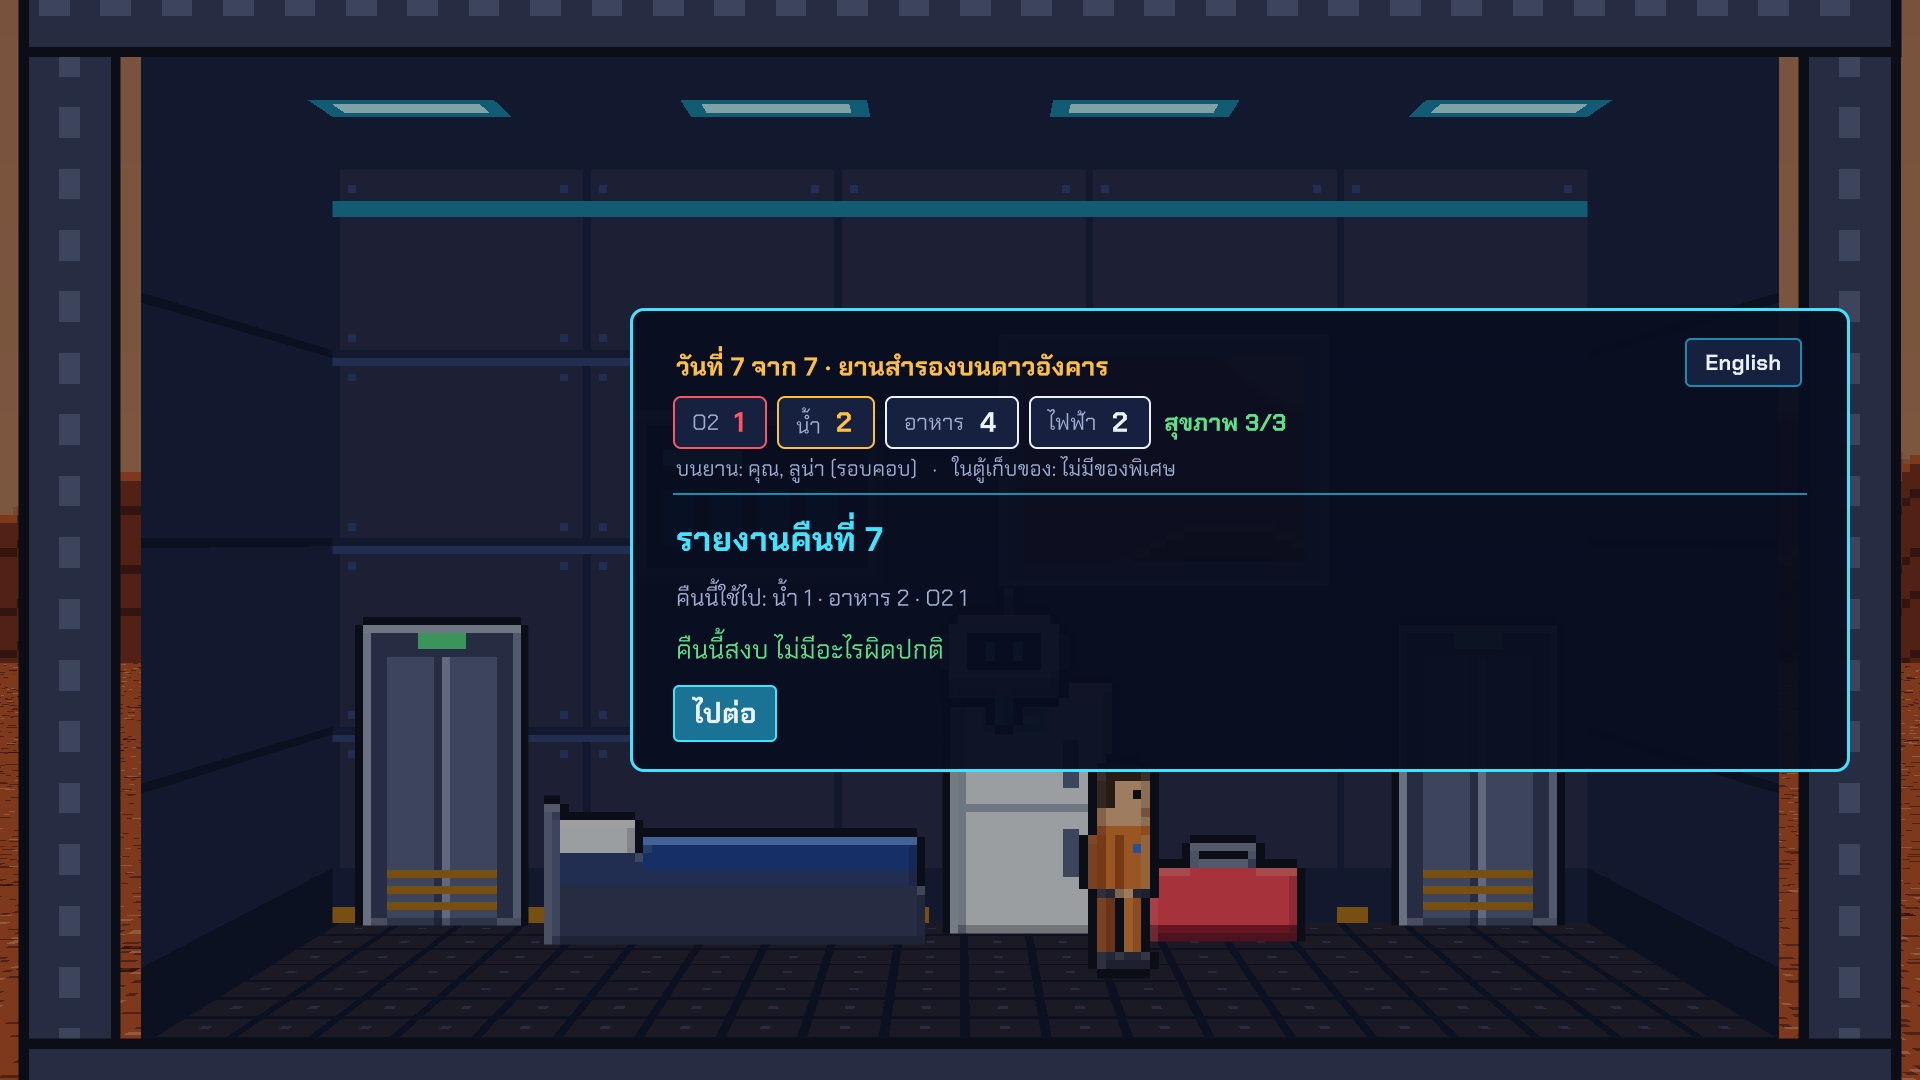 วันที่ 7 จาก 7 · ยานสำรองบนดาวอังคาร
English
O2 1 น้ำ 2 อาหาร 4 ไฟฟ้า 2 สุขภาพ 3/3
บนยาน: คุณ, ลูน่า (รอบคอบ) · ในตู้เก็บของ: ไม่มีของพิเศษ
รายงานคืนที่ 7
คืนนี้ใช้ไป: น้ำ 1 · อาหาร 2 · O2 1
คืนนี้สงบ ไม่มีอะไรผิดปกติ
ไปต่อ